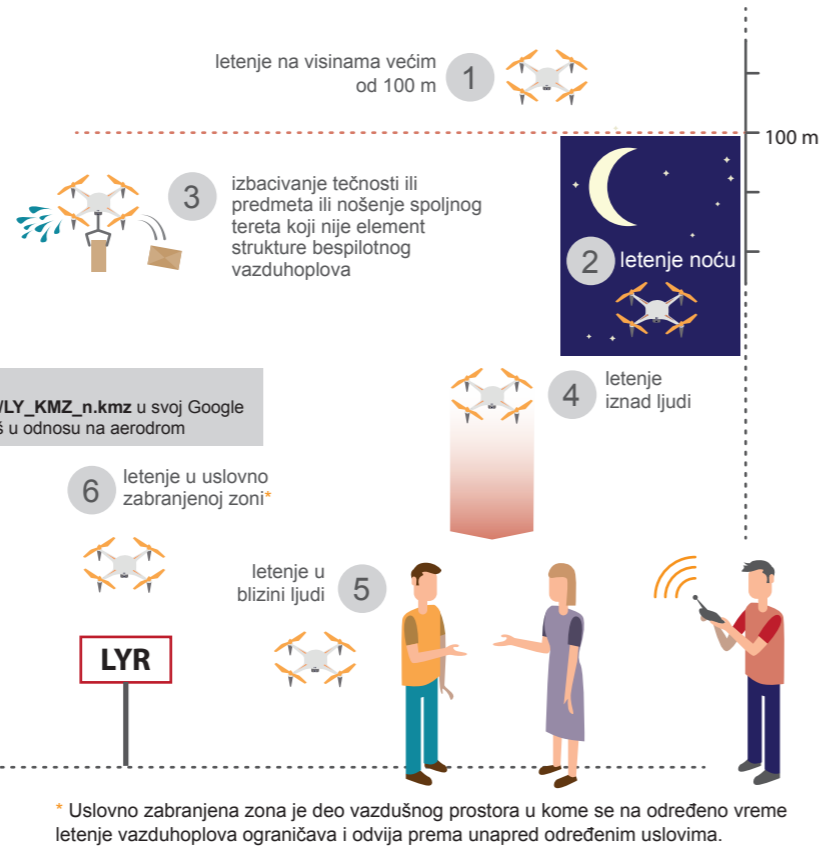 letenje na visinama većim
od 100 m
1
100 m
3
izbacivanje tečnosti ili
predmeta ili nošenje spoljnog
tereta koji nije element
strukture bespilotnog
vazduhoplova
2 letenje noću
4
letenje
iznad ljudi
/LY_KMZ_n.kmz u svoj Google
u odnosu na aerodrom
6
letenje u uslovno
zabranjenoj zoni*
letenje u
blizini ljudi
5
LYR
* Uslovno zabranjena zona je deo vazdušnog prostora u kome se na određeno vreme
letenje vazduhoplova ograničava i odvija prema unapred određenim uslovima.